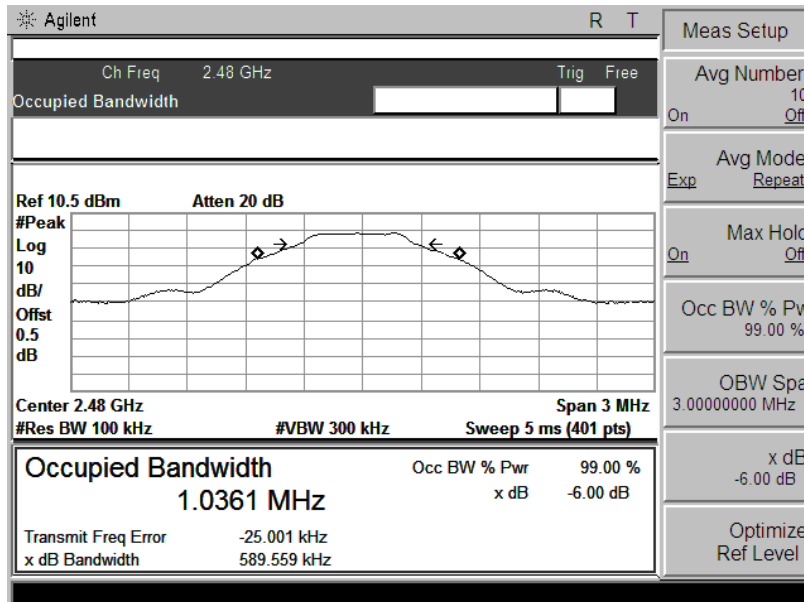 Agilent R T
Meas Setup
Ch Freq 2.48 GHz Trig Free
Occupied Bandwidth
Avg Number
10
On Off
Avg Mode
Exp Repeat
Max Hold
On Off
Occ BW % Pw
99.00 %
OBW Spa
3.00000000 MHz
x dB
-6.00 dB
Optimize
Ref Level
Ref 10.5 dBm Atten 20 dB
#Peak
Log
10
dB/
Offst
0.5
dB
Center 2.48 GHz Span 3 MHz
#Res BW 100 kHz #VBW 300 kHz Sweep 5 ms (401 pts)
Occupied Bandwidth
1.0361 MHz
Occ BW % Pwr 99.00 %
x dB -6.00 dB
Transmit Freq Error -25.001 kHz
x dB Bandwidth 589.559 kHz